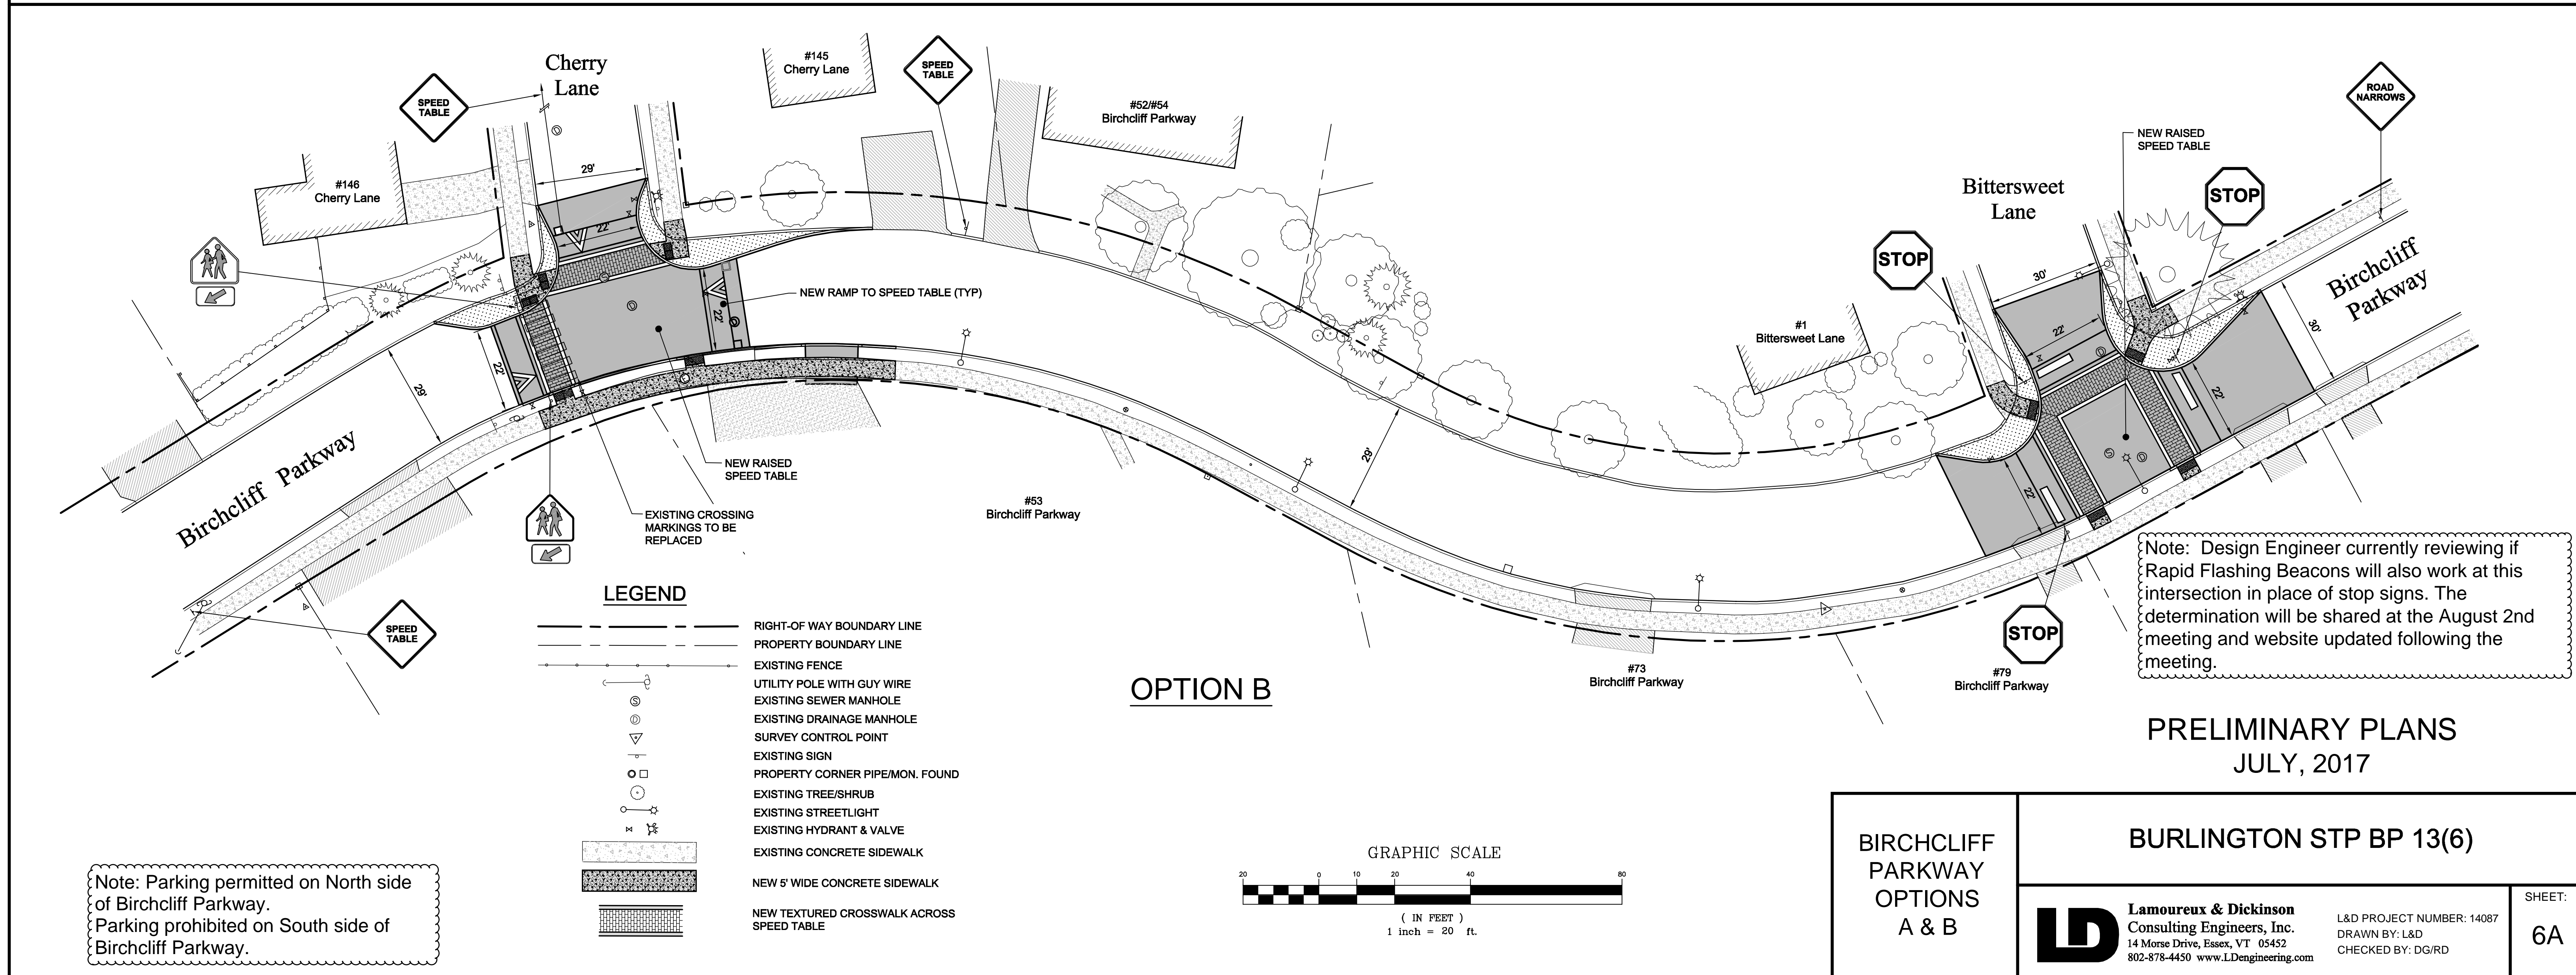 Cherry
Lane
#145
Cherry Lane
SPEED
TABLE
SPEED
TABLE
#52/#54
Birchcliff Parkway
ROAD
NARROWS
NEW RAISED
SPEED TABLE
STOP
Bittersweet
Lane
STOP
#146
Cherry Lane
29'
22'
30'
22'
Birchcliff
Parkway
30'
NEW RAMP TO SPEED TABLE (TYP)
22'
#1
Bittersweet Lane
22'
29'
22'
29'
22'
Birchcliff Parkway
NEW RAISED
SPEED TABLE
EXISTING CROSSING
MARKINGS TO BE
REPLACED
#53
Birchcliff Parkway
Note: Design Engineer currently reviewing if
Rapid Flashing Beacons will also work at this
intersection in place of stop signs. The
determination will be shared at the August 2nd
meeting and website updated following the
meeting.
SPEED
TABLE
STOP
#73
Birchcliff Parkway
#79
Birchcliff Parkway
LEGEND
RIGHT-OF WAY BOUNDARY LINE
PROPERTY BOUNDARY LINE
EXISTING FENCE
UTILITY POLE WITH GUY WIRE
S EXISTING SEWER MANHOLE
D EXISTING DRAINAGE MANHOLE
SURVEY CONTROL POINT
EXISTING SIGN
PROPERTY CORNER PIPE/MON. FOUND
EXISTING TREE/SHRUB
EXISTING STREETLIGHT
EXISTING HYDRANT & VALVE
EXISTING CONCRETE SIDEWALK
NEW 5' WIDE CONCRETE SIDEWALK
NEW TEXTURED CROSSWALK ACROSS
SPEED TABLE
OPTION B
PRELIMINARY PLANS
JULY, 2017
Note: Parking permitted on North side
of Birchcliff Parkway.
Parking prohibited on South side of
Birchcliff Parkway.
GRAPHIC SCALE
20 0 10 20 40 80
( IN FEET )
1 inch = 20 ft.
BIRCHCLIFF
PARKWAY
OPTIONS
A & B
BURLINGTON STP BP 13(6)
LD
Lamoureux & Dickinson
Consulting Engineers, Inc.
14 Morse Drive, Essex, VT 05452
802-878-4450 www.LDengineering.com
L&D PROJECT NUMBER: 14087
DRAWN BY: L&D
CHECKED BY: DG/RD
SHEET:
6A